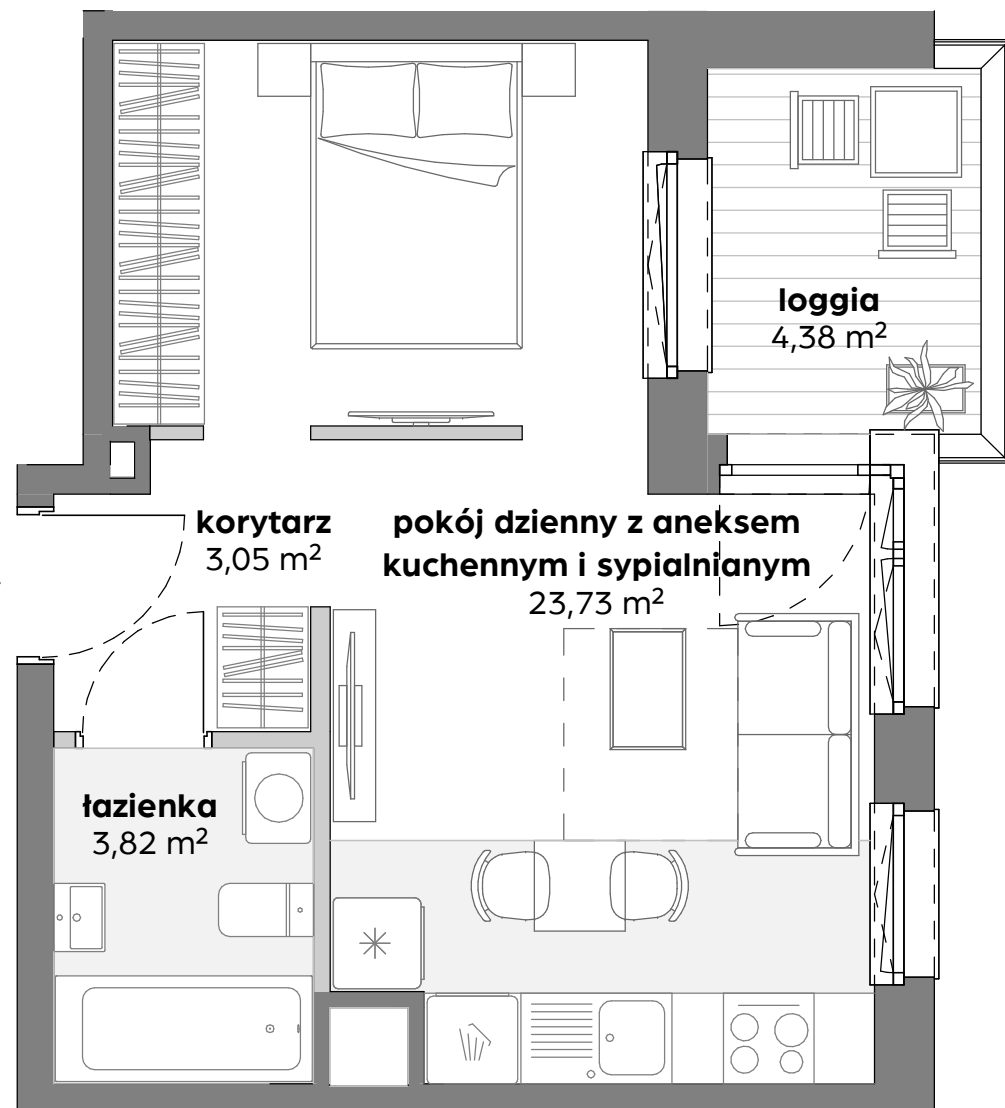 loggia
4,38 m²
korytarz
3,05 m²
pokój dzienny z aneksem
kuchennym i sypialnianym
23,73 m²
łazienka
3,82 m²